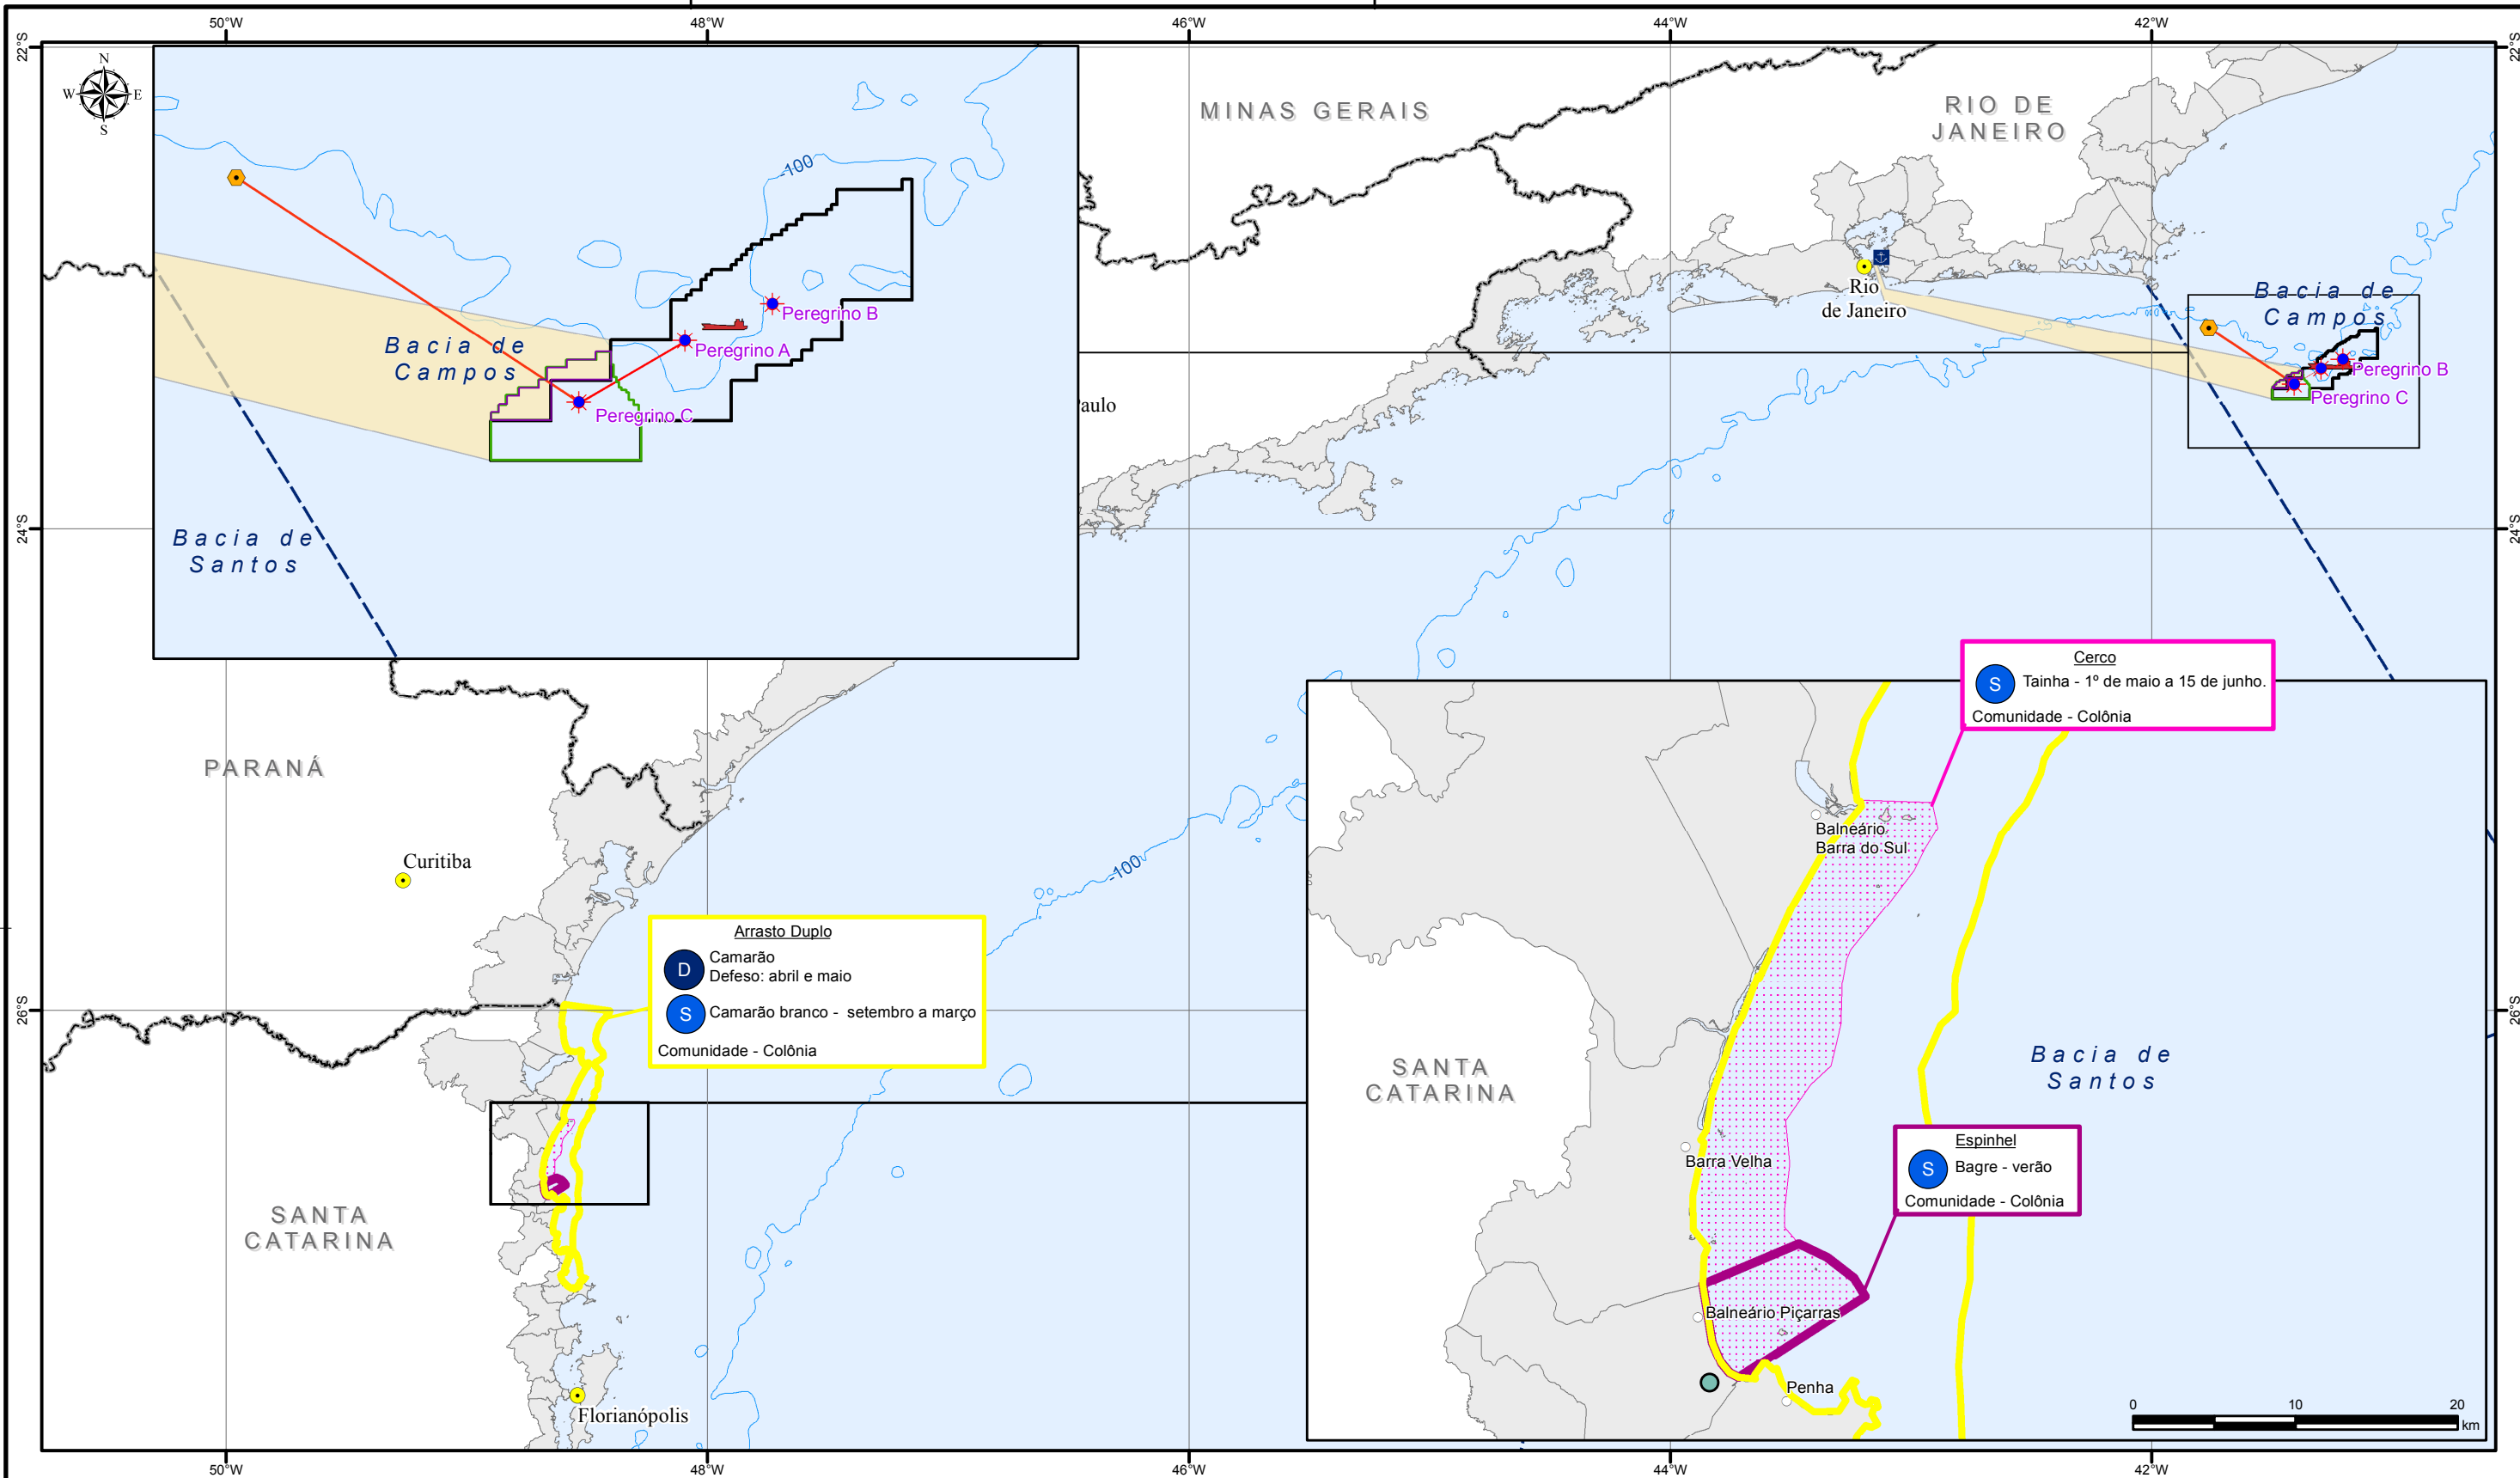 50°W
48°W
46°W
44°W
42°W
22°S
22°S
N
W
E
S
MINAS GERAIS
RIO DE
JANEIRO
-100
Peregrino B
Peregrino A
Bacia de
Campos
Peregrino C
Bacia de
Santos
Rio
de Janeiro
Bacia de
Campos
Peregrino B
Peregrino C
Paulo
24°S
24°S
Cerco
S
Tainha - 1º de maio a 15 de junho.
Comunidade - Colônia
PARANÁ
Curitiba
-100
Balneário
Barra do Sul
Arrasto Duplo
D
Camarão
Defeso: abril e maio
S
Camarão branco - setembro a março
Comunidade - Colônia
26°S
26°S
SANTA
CATARINA
Bacia de
Santos
Barra Velha
Espinhel
S
Bagre - verão
Comunidade - Colônia
SANTA
CATARINA
Balneário Piçarras
Penha
Florianópolis
0
10
20
km
50°W
48°W
46°W
44°W
42°W